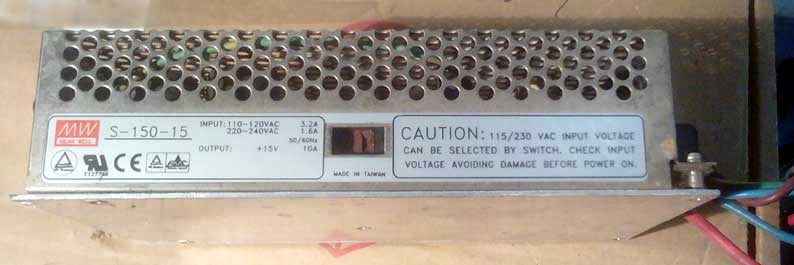 MW
MEAN WELL
S-150-15
INPUT: 110-120VAC 3.2A
220-240VAC 1.6A
50/60Hz
OUTPUT: +15V 10A
CE
MADE IN TAIWAN
CAUTION: 115/230 VAC INPUT VOLTAGE
CAN BE SELECTED BY SWITCH. CHECK INPUT
VOLTAGE AVOIDING DAMAGE BEFORE POWER ON.